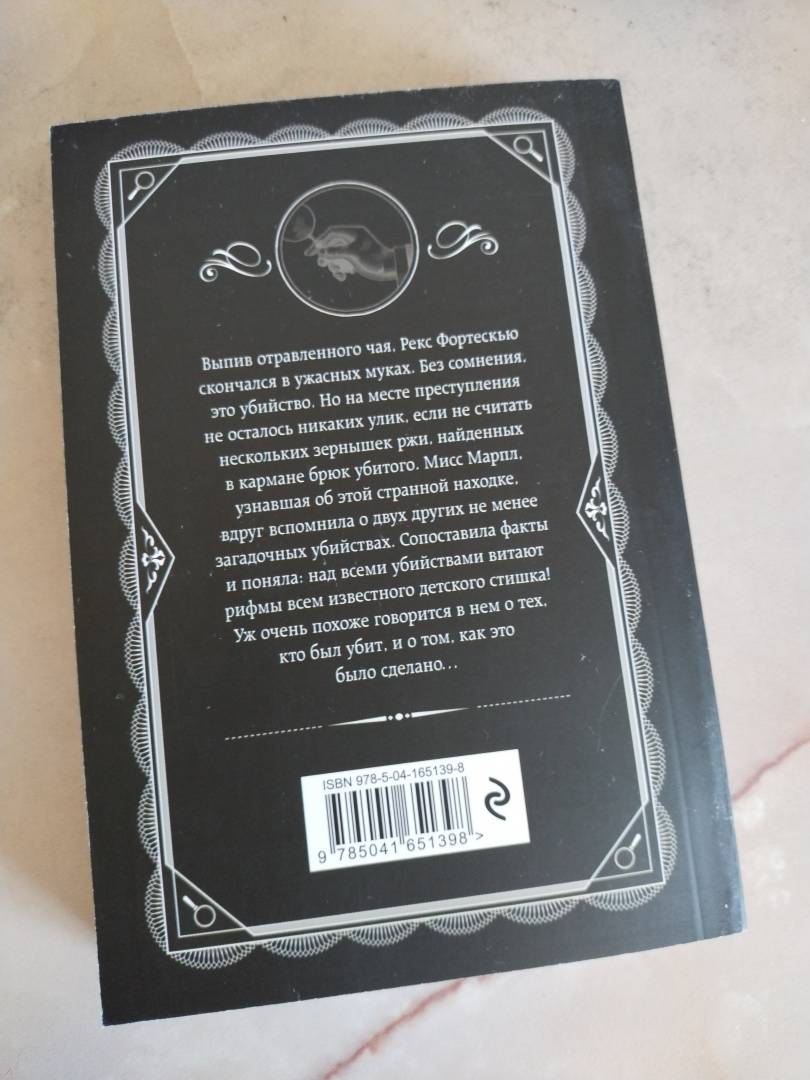 Выпив отравленного чая, Рекс Фортескью
скончался в ужасных муках. Без сомнения,
это убийство. Но на месте преступления
не осталось никаких улик, если не считать
нескольких зернышек ржи, найденных
в кармане брюк убитого. Мисс Марпл,
узнавшая об этой странной находке,
вдруг вспомнила о двух других не менее
загадочных убийствах. Сопоставила факты
и поняла: над всеми убийствами витают
рифмы всем известного детского стишка!
Уж очень похоже говорится в нем о тех,
кто был убит, и о том, как это
было сделано...
ISBN 978-5-04-165139-8
9 785041 651398 >